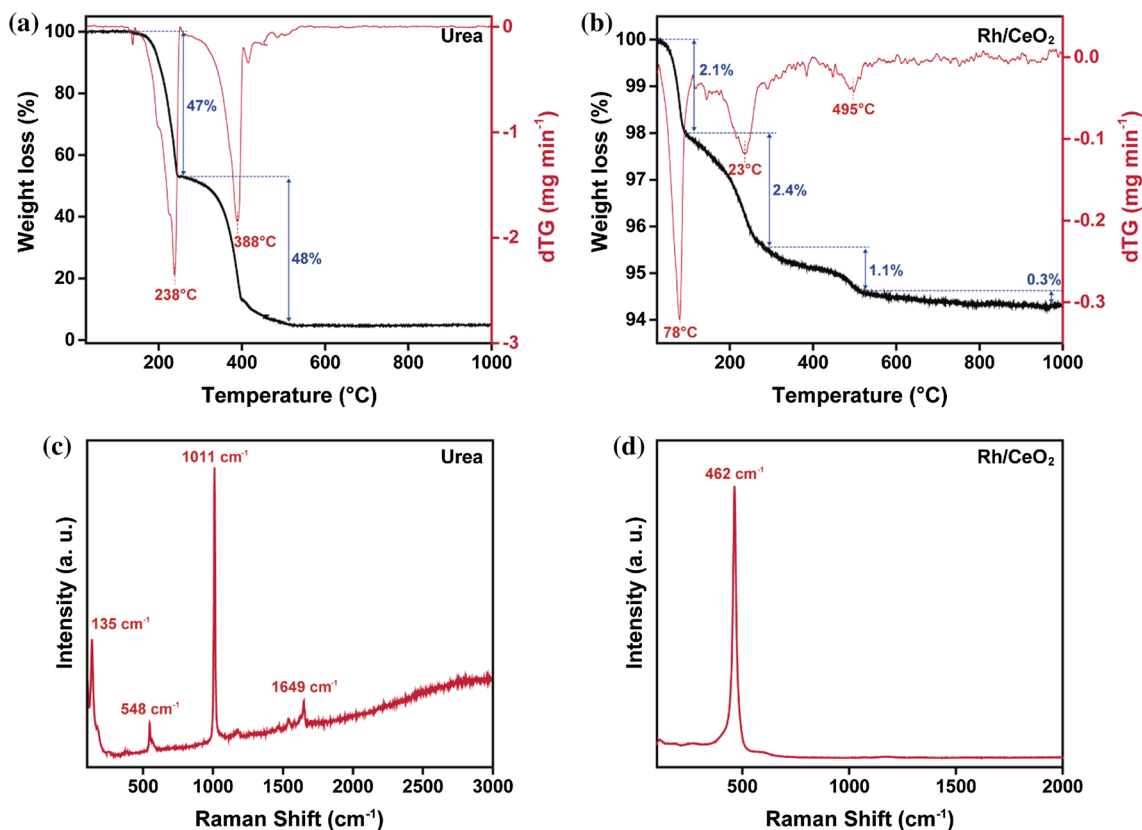 (a)
Urea
100
80
60
40
20
0
Weight loss (%)
47%
48%
238°C
388°C
0
-1
-2
-3
dTG (mg min⁻¹)
200 400 600 800 1000
Temperature (°C)
(b)
Rh/CeO₂
100
99
98
97
96
95
94
Weight loss (%)
2.1%
2.4%
1.1%
0.3%
78°C
23°C
495°C
0.0
-0.1
-0.2
-0.3
dTG (mg min⁻¹)
200 400 600 800 1000
Temperature (°C)
(c)
Urea
1011 cm⁻¹
135 cm⁻¹
548 cm⁻¹
1649 cm⁻¹
Intensity (a. u.)
500 1000 1500 2000 2500 3000
Raman Shift (cm⁻¹)
(d)
Rh/CeO₂
462 cm⁻¹
Intensity (a. u.)
500 1000 1500 2000
Raman Shift (cm⁻¹)